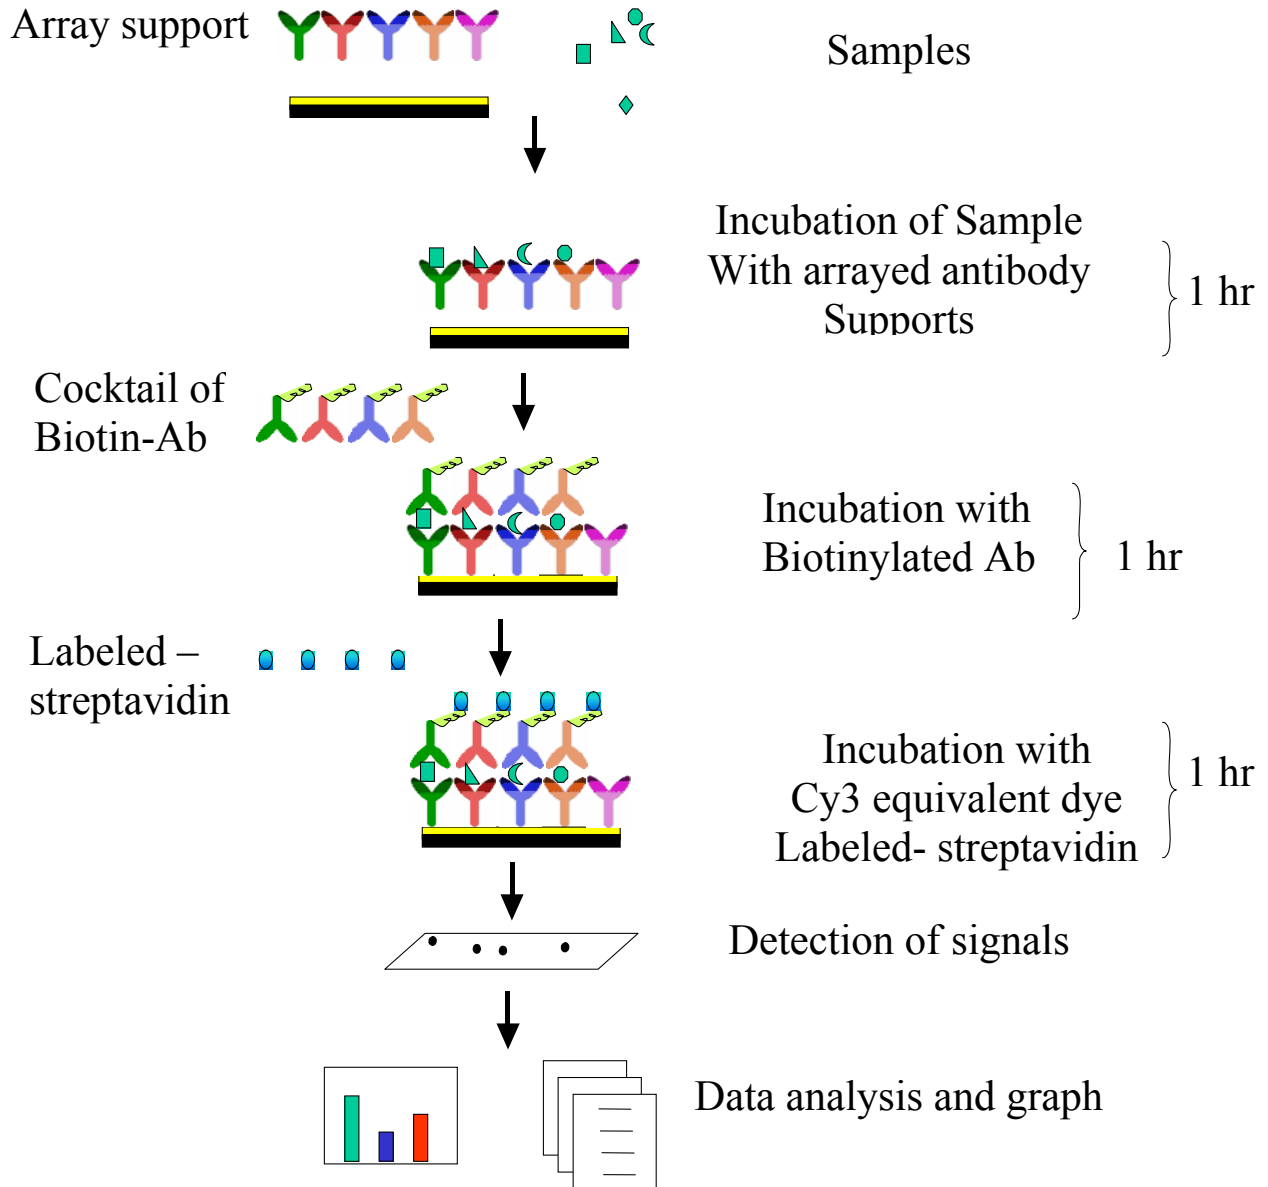 Array support
Samples
Incubation of Sample
With arrayed antibody
Supports
1 hr
Cocktail of
Biotin-Ab
Incubation with
Biotinylated Ab
1 hr
Labeled –
streptavidin
Incubation with
Cy3 equivalent dye
Labeled- streptavidin
1 hr
Detection of signals
Data analysis and graph